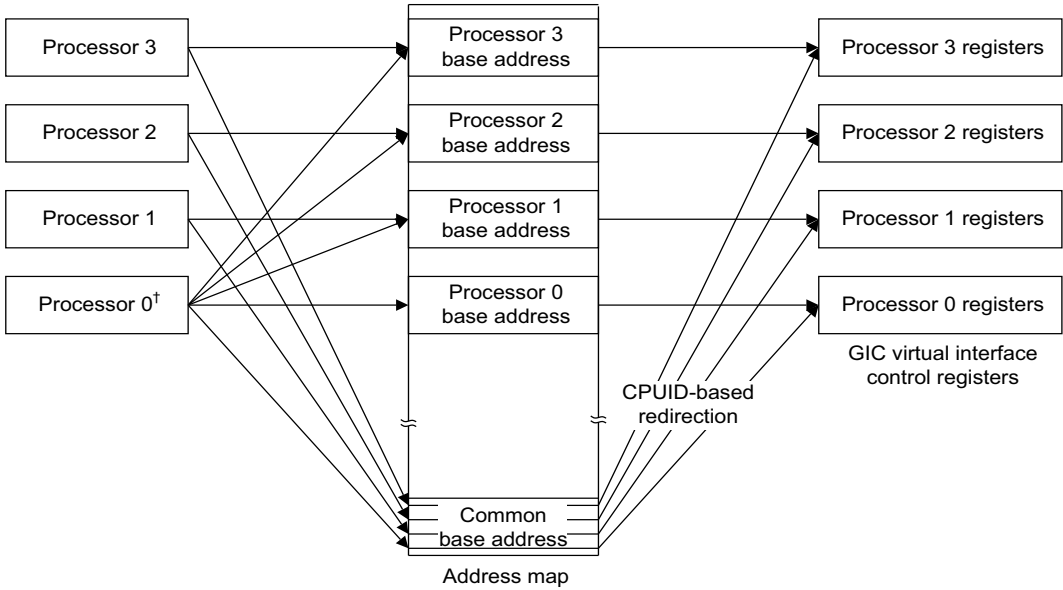 Processor 3
Processor 2
Processor 1
Processor 0†
Processor 3
base address
Processor 2
base address
Processor 1
base address
Processor 0
base address
Common
base address
Address map
CPUID-based
redirection
Processor 3 registers
Processor 2 registers
Processor 1 registers
Processor 0 registers
GIC virtual interface
control registers